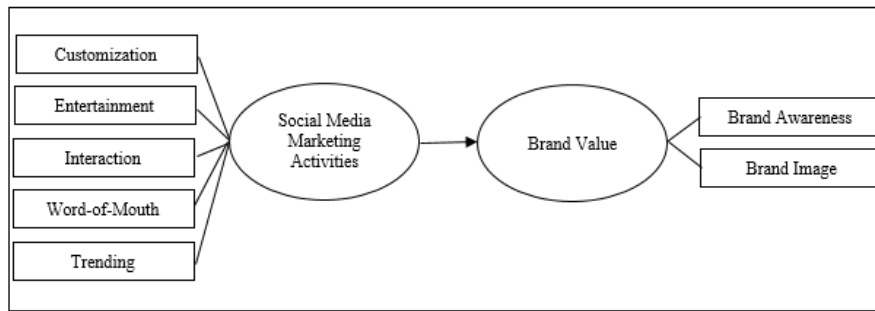 Customization
Entertainment
Interaction
Word-of-Mouth
Trending
Social Media
Marketing
Activities
Brand Value
Brand Awareness
Brand Image